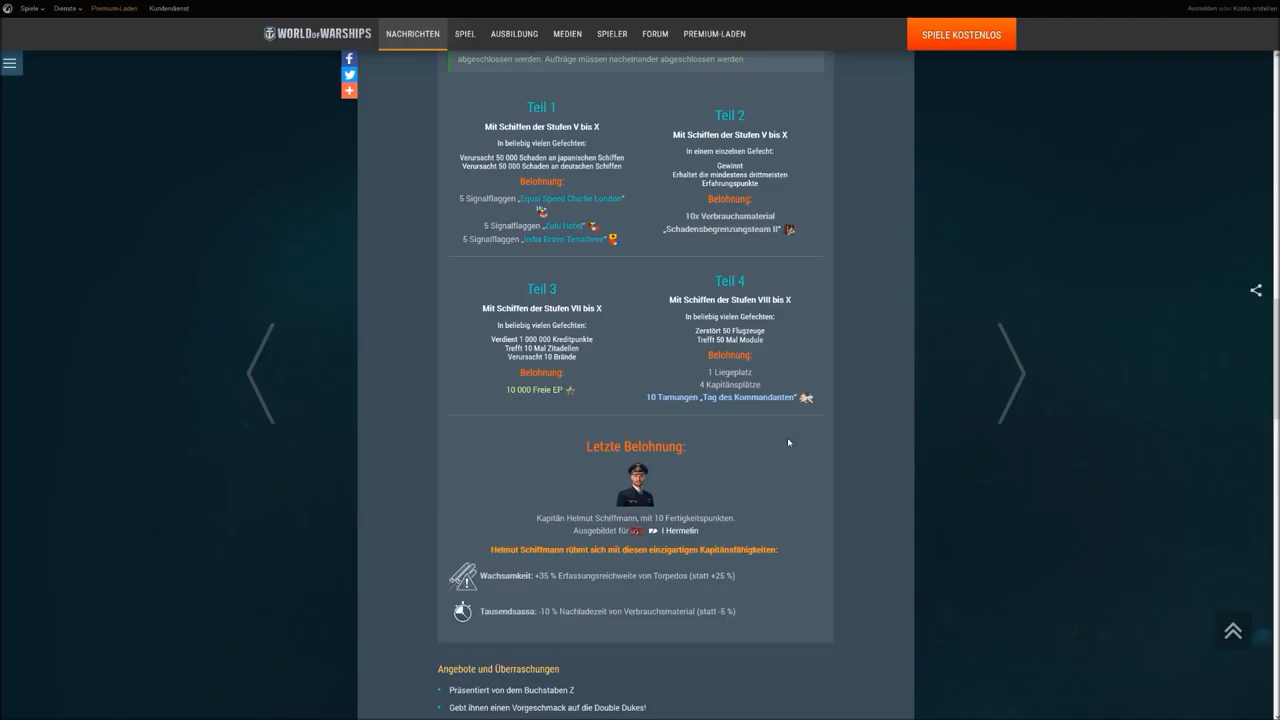 Spiele
Dienste
Premium-Laden
Kundendienst
Anmelden oder Konto erstellen
WORLD OF WARSHIPS
NACHRICHTEN
SPIEL
AUSBILDUNG
MEDIEN
SPIELER
FORUM
PREMIUM-LADEN
SPIELE KOSTENLOS
abgeschlossen werden. Aufträge müssen nacheinander abgeschlossen werden.
Teil 1
Mit Schiffen der Stufen V bis X
In beliebig vielen Gefechten:
Verursacht 50 000 Schaden an japanischen Schiffen
Verursacht 50 000 Schaden an deutschen Schiffen
Belohnung:
5 Signalflaggen „Equal Speed Charlie London"
5 Signalflaggen „Zulu Hotel"
5 Signalflaggen „India Bravo Terrathree"
Teil 2
Mit Schiffen der Stufen V bis X
In einem einzelnen Gefecht:
Gewinnt
Erhaltet die mindestens drittmeisten
Erfahrungspunkte
Belohnung:
10x Verbrauchsmaterial
„Schadensbegrenzungsteam II"
Teil 3
Mit Schiffen der Stufen VII bis X
In beliebig vielen Gefechten:
Verdient 1 000 000 Kreditpunkte
Trefft 10 Mal Zitadellen
Verursacht 10 Brände
Belohnung:
10 000 Freie EP
Teil 4
Mit Schiffen der Stufen VIII bis X
In beliebig vielen Gefechten:
Zerstört 50 Flugzeuge
Trefft 50 Mal Module
Belohnung:
1 Liegeplatz
4 Kapitänsplätze
10 Tarnungen „Tag des Kommandanten"
Letzte Belohnung:
Kapitän Helmut Schiffmann, mit 10 Fertigkeitspunkten.
Ausgebildet für I Hermelin
Helmut Schiffmann rühmt sich mit diesen einzigartigen Kapitänsfähigkeiten:
Wachsamkeit: +35 % Erfassungsreichweite von Torpedos (statt +25 %)
Tausendsassa: -10 % Nachladezeit von Verbrauchsmaterial (statt -5 %)
Angebote und Überraschungen
Präsentiert von dem Buchstaben Z
Gebt ihnen einen Vorgeschmack auf die Double Dukes!